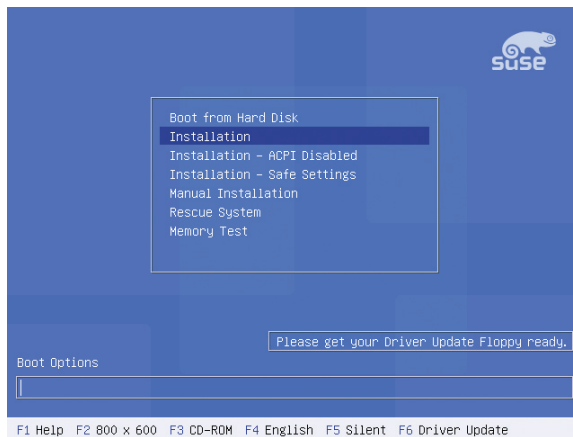 SUSE
Boot from Hard Disk
Installation
Installation - ACPI Disabled
Installation - Safe Settings
Manual Installation
Rescue System
Memory Test
Please get your Driver Update Floppy ready.
Boot Options
F1 Help F2 800 x 600 F3 CD-ROM F4 English F5 Silent F6 Driver Update